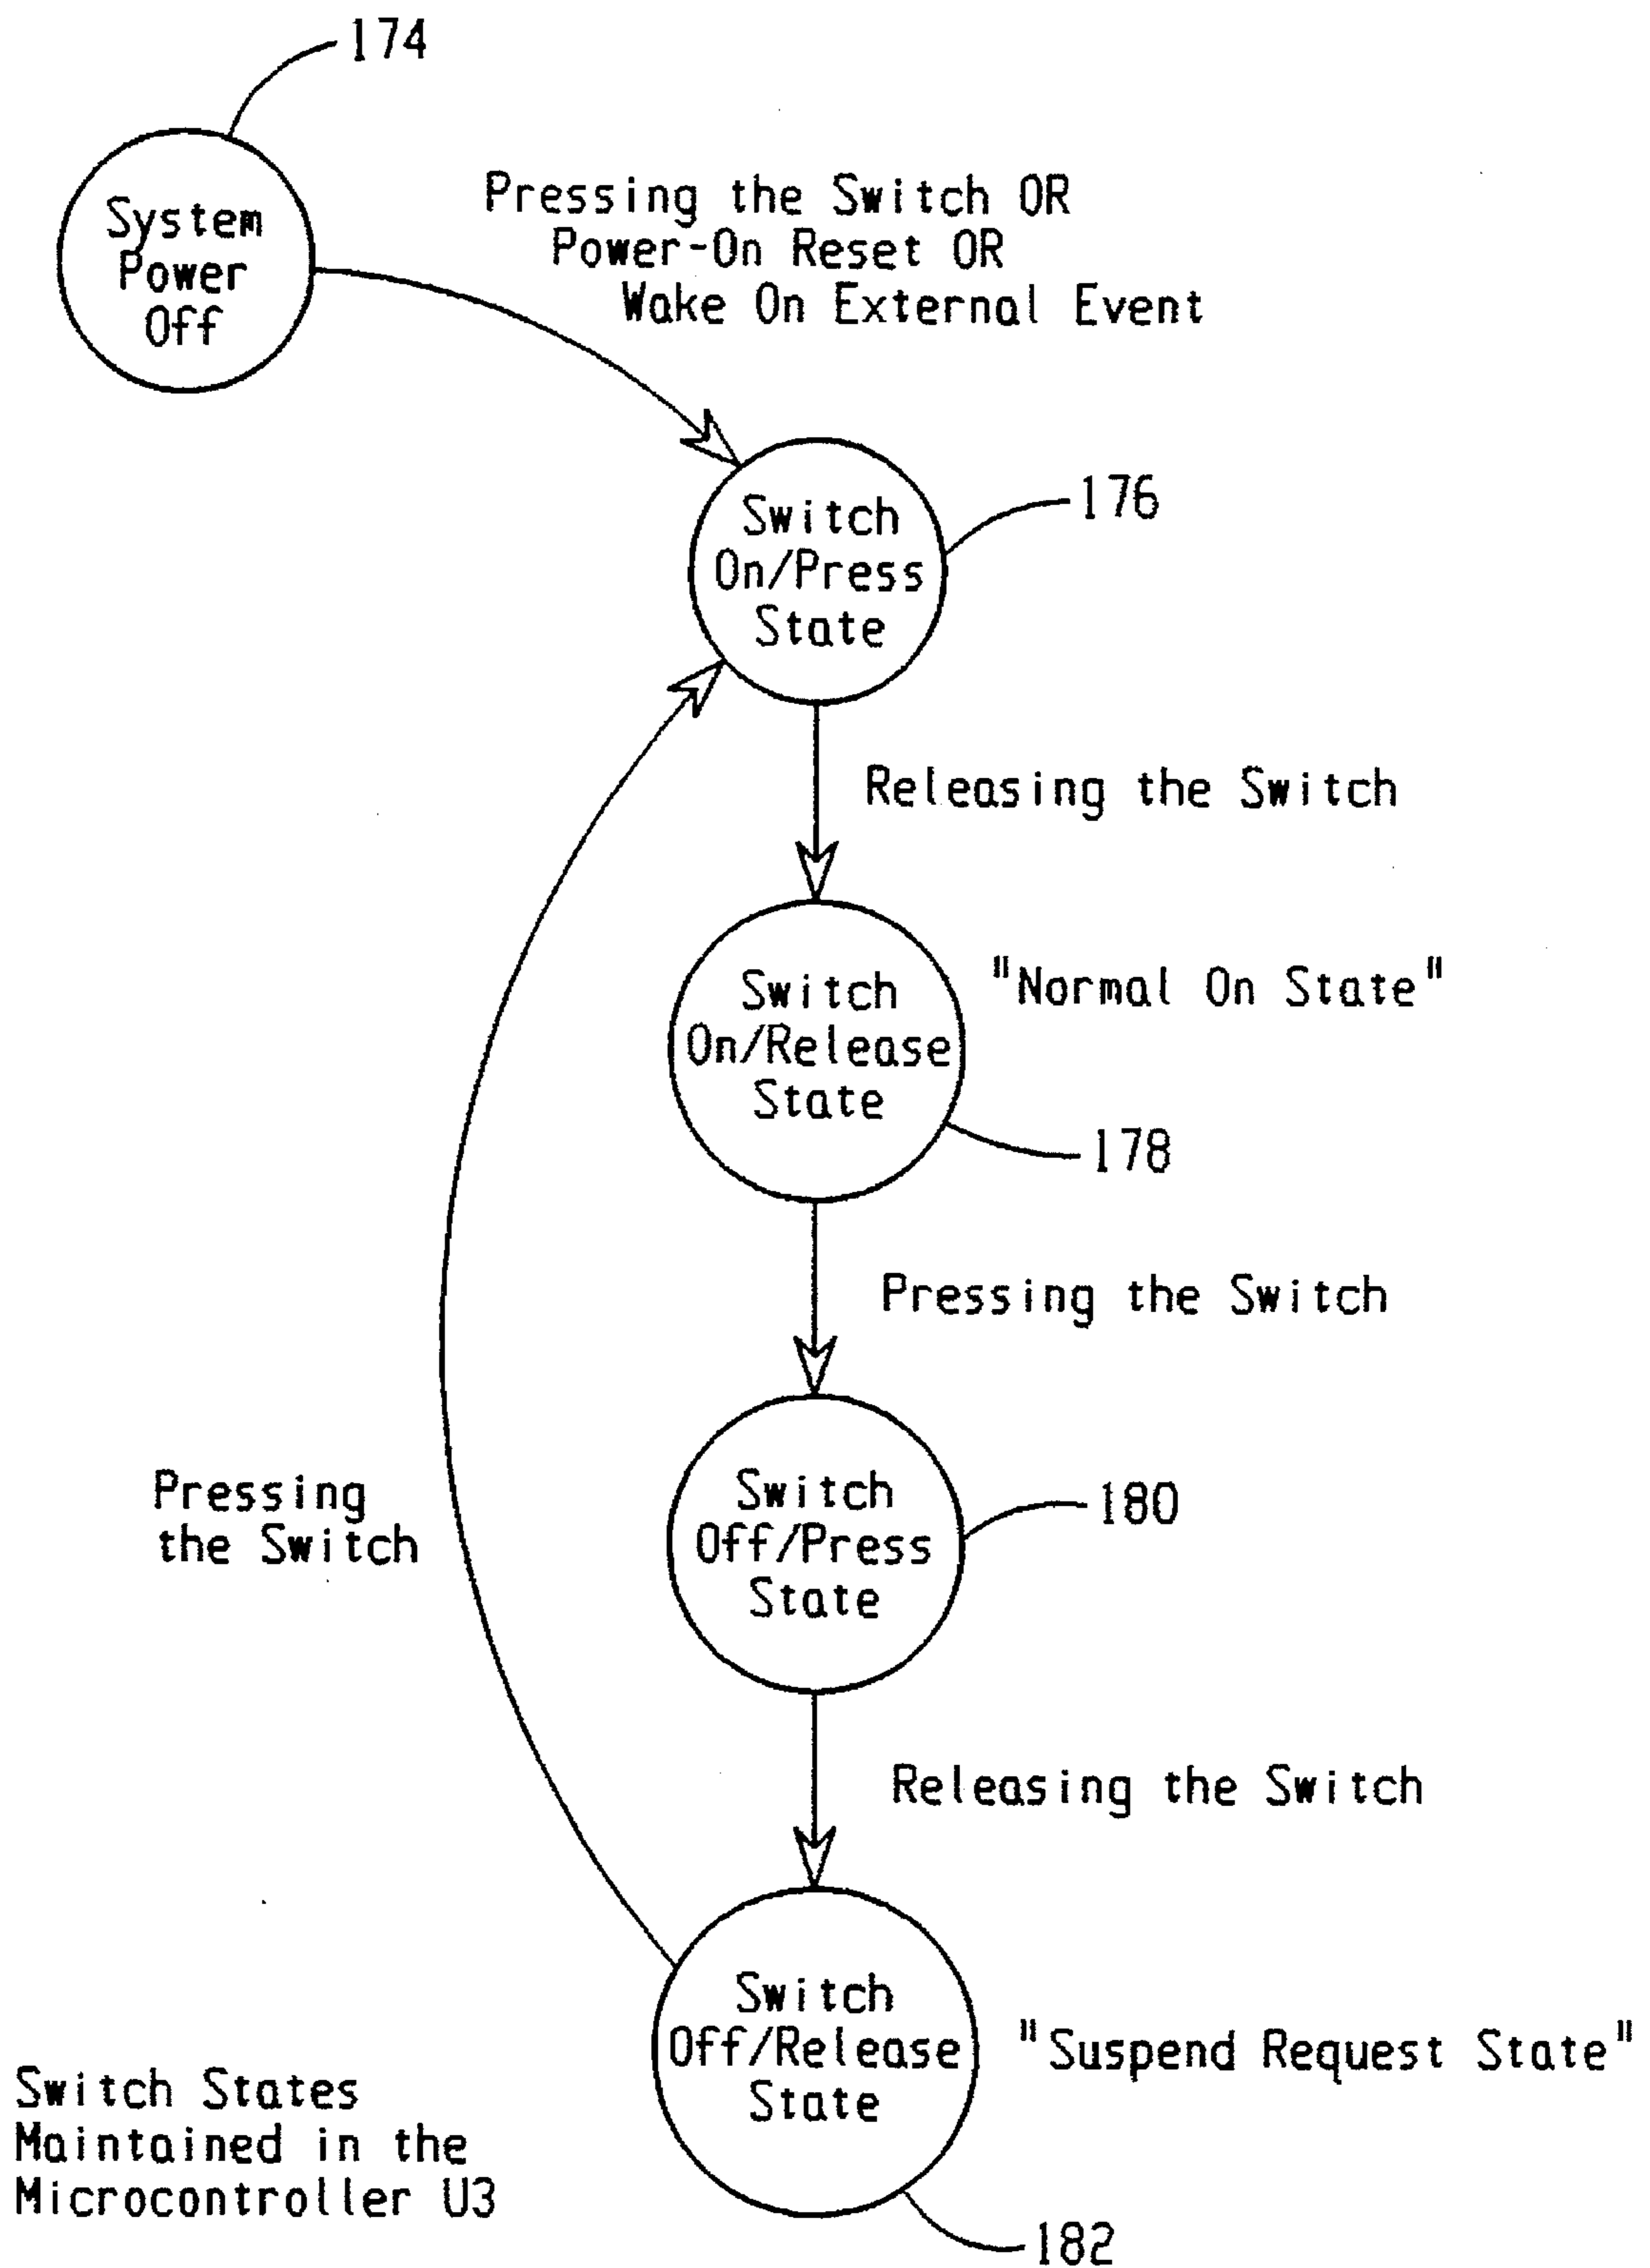 174
System
Power
Off
Pressing the Switch OR
Power-On Reset OR
Wake On External Event
Switch
On/Press
State
176
Releasing the Switch
Switch
On/Release
State
"Normal On State"
178
Pressing the Switch
Pressing
the Switch
Switch
Off/Press
State
180
Releasing the Switch
Switch
Off/Release
State
"Suspend Request State"
Switch States
Maintained in the
Microcontroller U3
182